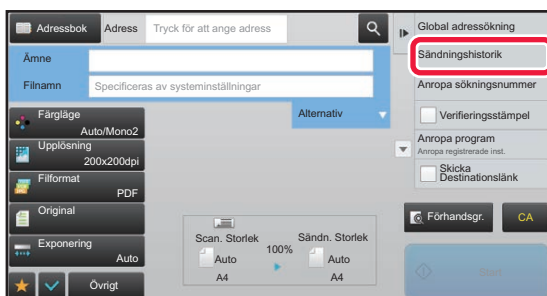 Adressbok
Adress
Tryck för att ange adress
Ämne
Filnamn
Specificeras av systeminställningar
Alternativ
Färgläge
Auto/Mono2
Upplösning
200x200dpi
Filformat
PDF
Original
Exponering
Auto
Övrigt
Scan. Storlek
100%
Sändn. Storlek
Auto
Auto
A4
A4
Global adressökning
Sändningshistorik
Anropa sökningsnummer
Verifieringsstämpel
Anropa program
Anropa registrerade inst.
Skicka
Destinationslänk
Förhandsgr.
CA
Start